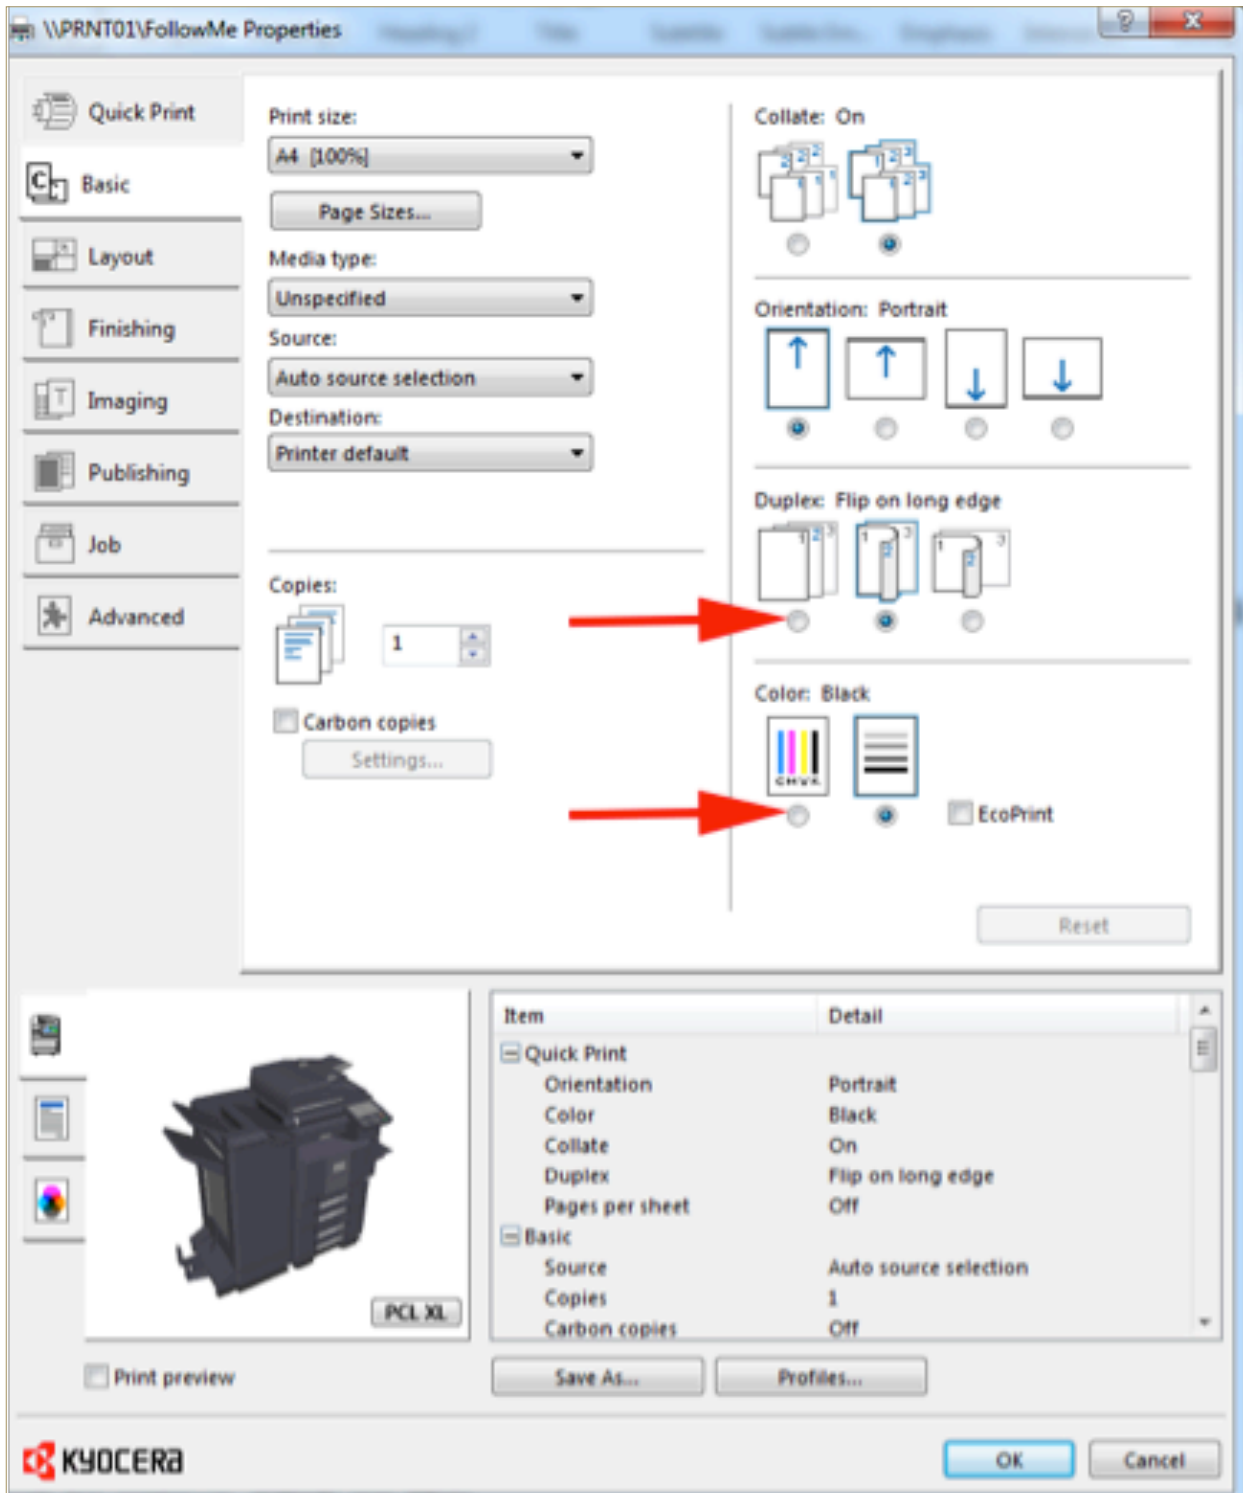 \\PRNT01\FollowMe Properties
Quick Print
Basic
Layout
Finishing
Imaging
Publishing
Job
Advanced
Print size:
A4 [100%]
Page Sizes...
Media type:
Unspecified
Source:
Auto source selection
Destination:
Printer default
Copies:
1
Carbon copies
Settings...
Collate: On
Orientation: Portrait
Duplex: Flip on long edge
Color: Black
CMYK
EcoPrint
Reset
PCL XL
Print preview
Item Detail
Quick Print
Orientation Portrait
Color Black
Collate On
Duplex Flip on long edge
Pages per sheet Off
Basic
Source Auto source selection
Copies 1
Carbon copies Off
Save As... Profiles...
KYOCERA
OK Cancel